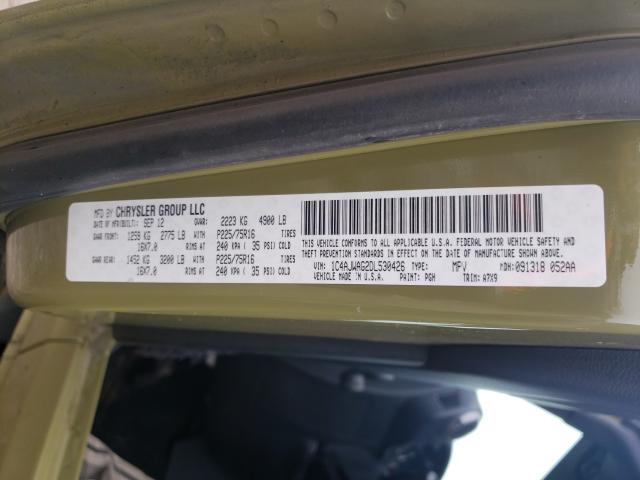 MFD BY CHRYSLER GROUP LLC
DATE OF MFR(BUILT): SEP 12 GVWR: 2223 KG 4900 LB
GAWR FRONT: 1259 KG 2775 LB WITH P225/75R16 TIRES
16X7.0 RIMS AT 240 KPA ( 35 PSI) COLD
GAWR REAR: 1452 KG 3200 LB WITH P225/75R16 TIRES
16X7.0 RIMS AT 240 KPA ( 35 PSI) COLD
THIS VEHICLE CONFORMS TO ALL APPLICABLE U.S.A. FEDERAL MOTOR VEHICLE SAFETY AND
THEFT PREVENTION STANDARDS IN EFFECT ON THE DATE OF MANUFACTURE SHOWN ABOVE.
VIN: 1C4AJWAG2DL530426 TYPE: MPV MDH: 091318 052AA
VEHICLE MADE IN U.S.A. PAINT: PGH TRIM: A7X9